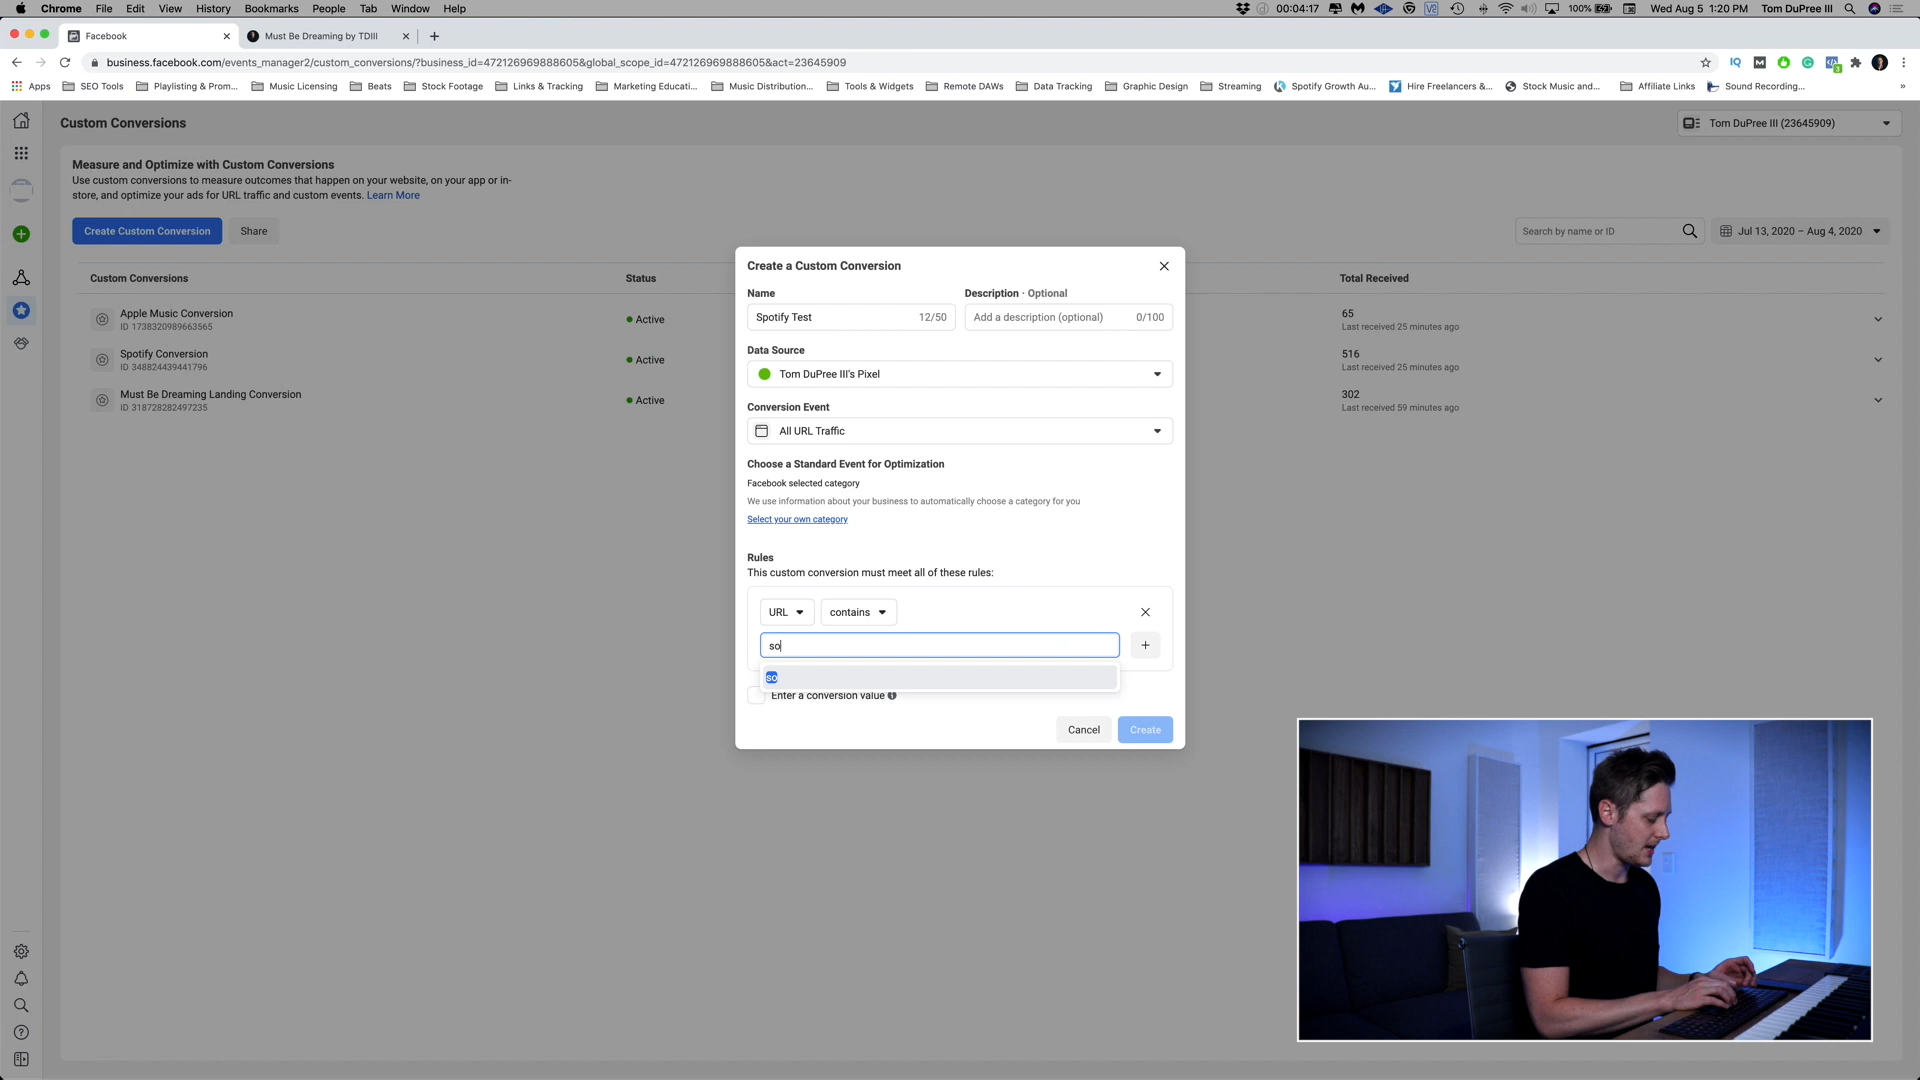 Chrome File Edit View History Bookmarks People Tab Window Help
00:04:17 100% Wed Aug 5 1:20 PM Tom DuPree III
Facebook
Must Be Dreaming by TDIII
business.facebook.com/events_manager2/custom_conversions/?business_id=472126969888605&global_scope_id=472126969888605&act=23645909
Apps SEO Tools Playlisting & Prom... Music Licensing Beats Stock Footage Links & Tracking Marketing Educati... Music Distribution... Tools & Widgets Remote DAWs Data Tracking Graphic Design Streaming Spotify Growth Au... Hire Freelancers &... Stock Music and... Affiliate Links Sound Recording... »
Custom Conversions
Tom DuPree III (23645909)
Measure and Optimize with Custom Conversions
Use custom conversions to measure outcomes that happen on your website, on your app or in-
store, and optimize your ads for URL traffic and custom events. Learn More
Create Custom Conversion
Share
Search by name or ID
Jul 13, 2020 – Aug 4, 2020
Custom Conversions Status Total Received
Apple Music Conversion
ID 1738320989663565
Active
65
Last received 25 minutes ago
Spotify Conversion
ID 348824439441796
Active
516
Last received 25 minutes ago
Must Be Dreaming Landing Conversion
ID 318728282497235
Active
302
Last received 59 minutes ago
Create a Custom Conversion
Name
Description · Optional
Spotify Test 12/50
Add a description (optional) 0/100
Data Source
Tom DuPree III's Pixel
Conversion Event
All URL Traffic
Choose a Standard Event for Optimization
Facebook selected category
We use information about your business to automatically choose a category for you
Select your own category
Rules
This custom conversion must meet all of these rules:
URL
contains
so
so
Enter a conversion value
Cancel
Create